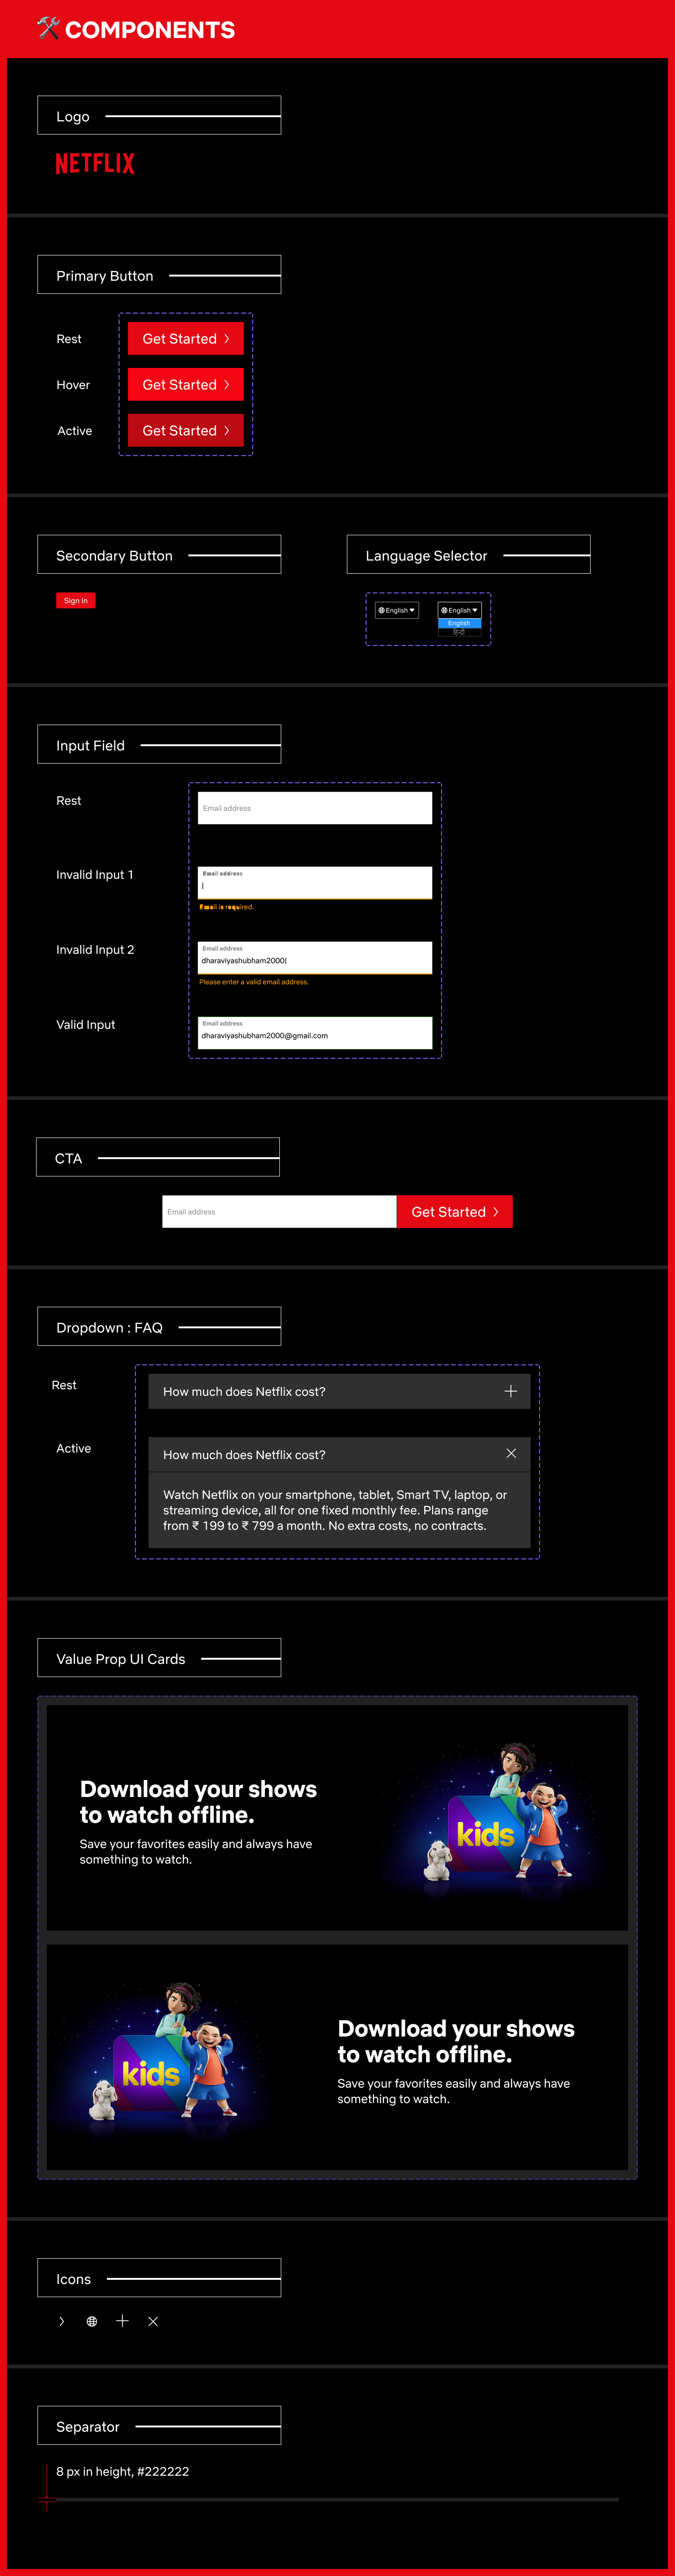 COMPONENTS
Logo
NETFLIX
Primary Button
Rest
Get Started
Hover
Get Started
Active
Get Started
Secondary Button
Language Selector
Sign In
English
English
English
हिन्दी
Input Field
Rest
Email address
Invalid Input 1
Email address
Email is required.
Invalid Input 2
Email address
dharaviyashubham2000
Please enter a valid email address.
Valid Input
Email address
dharaviyashubham2000@gmail.com
CTA
Email address
Get Started
Dropdown : FAQ
Rest
How much does Netflix cost?
Active
How much does Netflix cost?
Watch Netflix on your smartphone, tablet, Smart TV, laptop, or
streaming device, all for one fixed monthly fee. Plans range
from ₹ 199 to ₹ 799 a month. No extra costs, no contracts.
Value Prop UI Cards
Download your shows
to watch offline.
Save your favorites easily and always have
something to watch.
kids
kids
Download your shows
to watch offline.
Save your favorites easily and always have
something to watch.
Icons
Separator
8 px in height, #222222